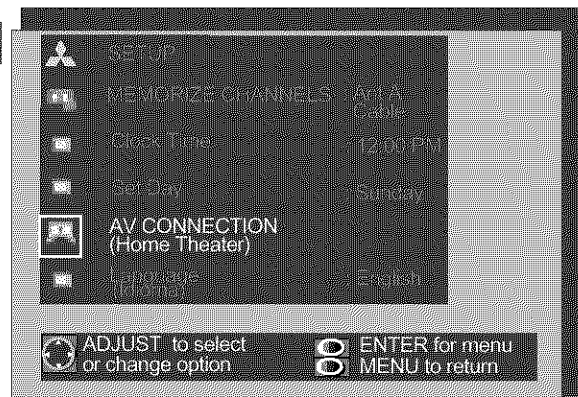 SETUP
MEMORIZE CHANNELS : Ant A
Cable
Clock Time : 12:00 PM
Set Day : Sunday
AV CONNECTION
(Home Theater)
Language : English
(Idioma)
ADJUST to select
or change option
ENTER for menu
MENU to return